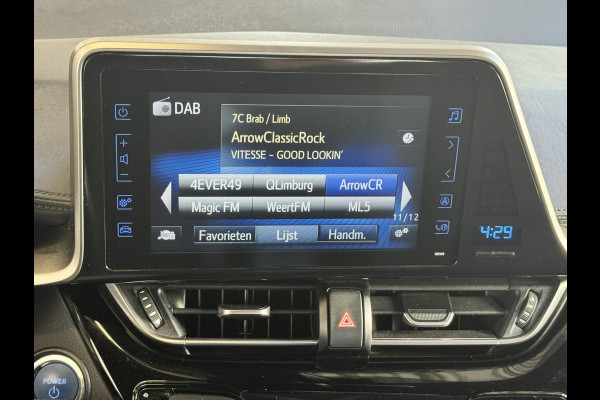 DAB
7C Brab / Limb
ArrowClassicRock
VITESSE - GOOD LOOKIN'
4EVER49 QLimburg ArrowCR
Magic FM WeertFM ML5
11/12
Favorieten Lijst Handm.
4:29
POWER